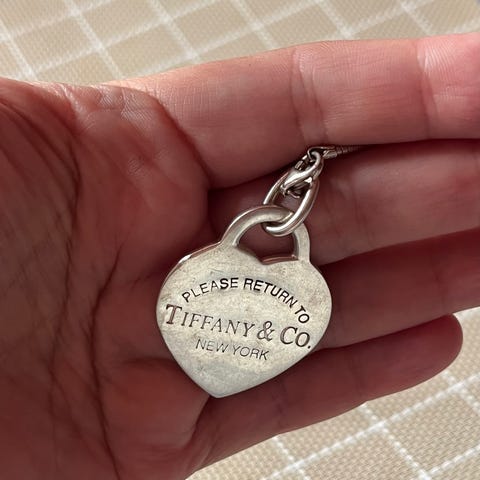 PLEASE RETURN TO
TIFFANY & CO.
NEW YORK